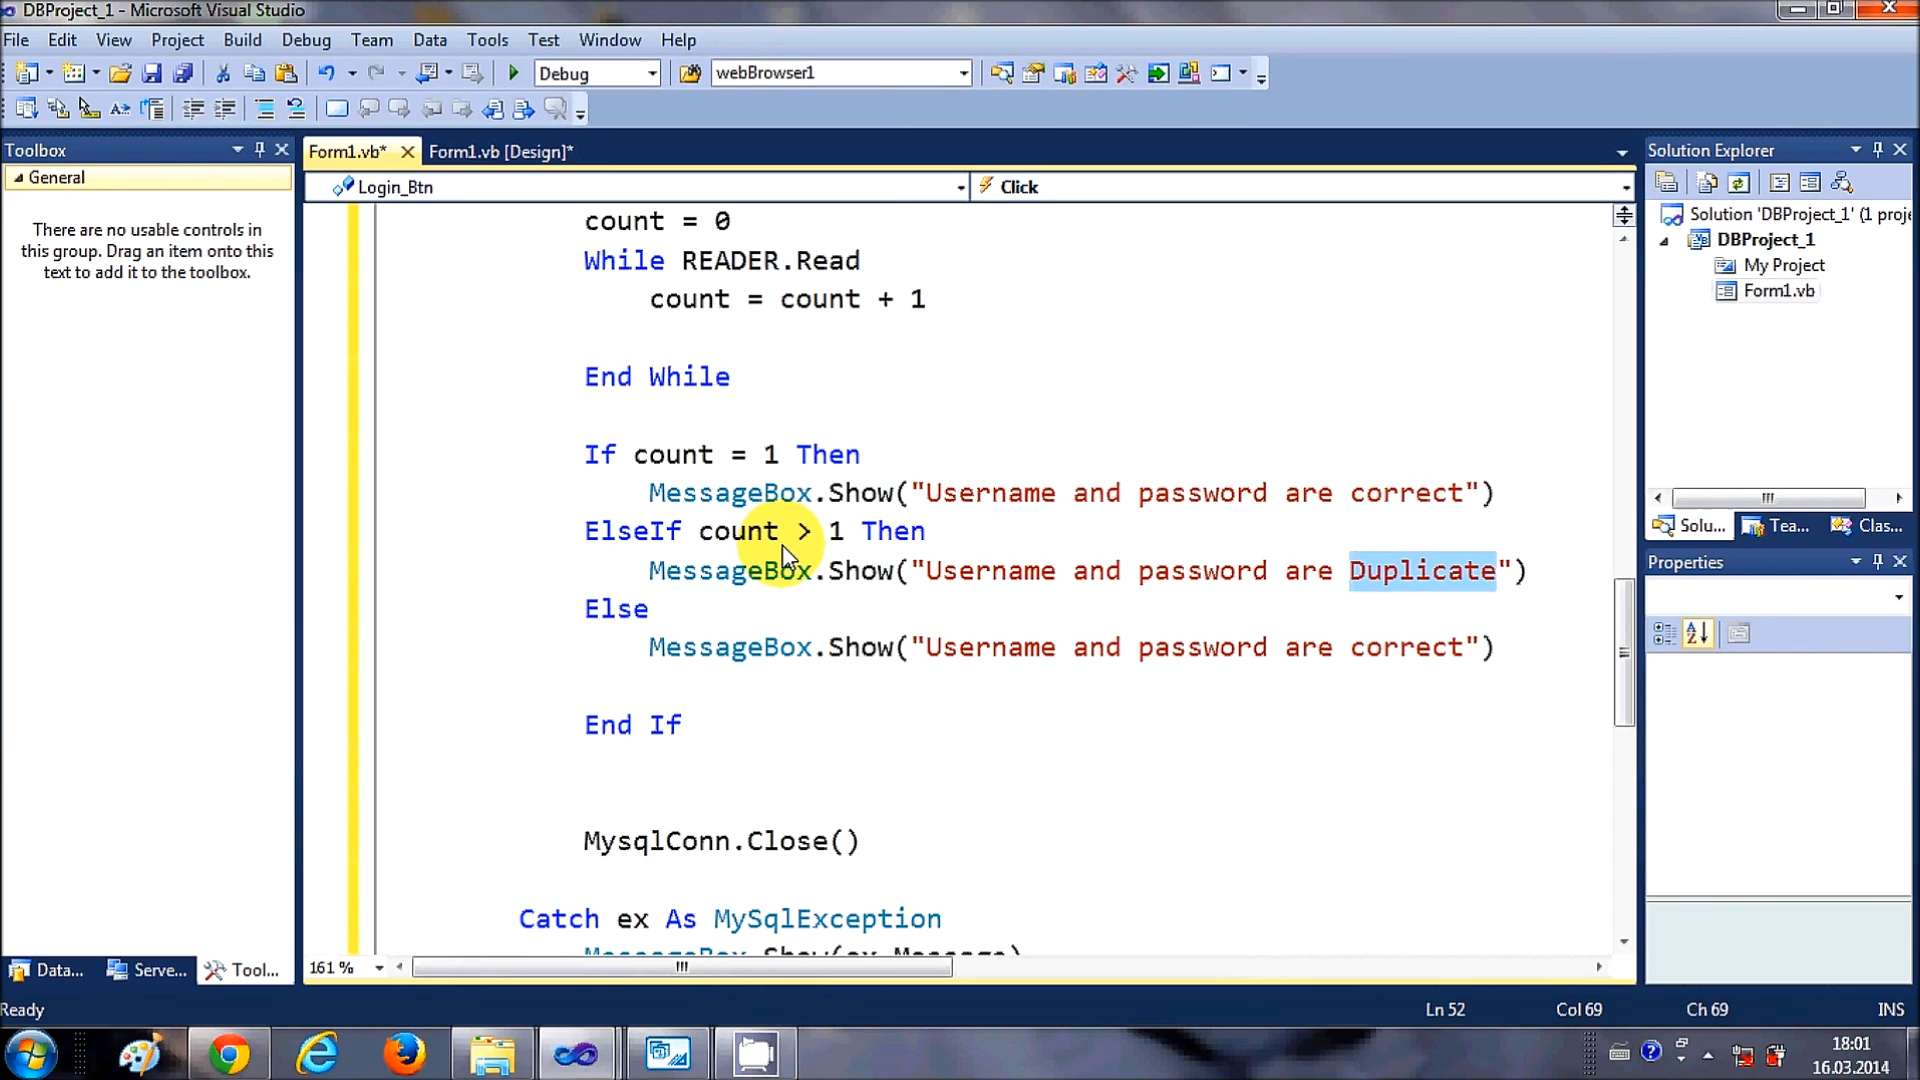 DBProject_1 - Microsoft Visual Studio
File Edit View Project Build Debug Team Data Tools Test Window Help
Debug webBrowser1
Toolbox
General
There are no usable controls in
this group. Drag an item onto this
text to add it to the toolbox.
Form1.vb* Form1.vb [Design]*
Login_Btn Click
count = 0
While READER.Read
count = count + 1
End While
If count = 1 Then
MessageBox.Show("Username and password are correct")
ElseIf count > 1 Then
MessageBox.Show("Username and password are Duplicate")
Else
MessageBox.Show("Username and password are correct")
End If
MysqlConn.Close()
Catch ex As MySqlException
MessageBox.Show(ex.Message)
161 %
Data... Serve... Tool...
Solution Explorer
Solution 'DBProject_1' (1 proje
DBProject_1
My Project
Form1.vb
Solu... Tea... Clas...
Properties
Ready Ln 52 Col 69 Ch 69 INS
18:01
16.03.2014